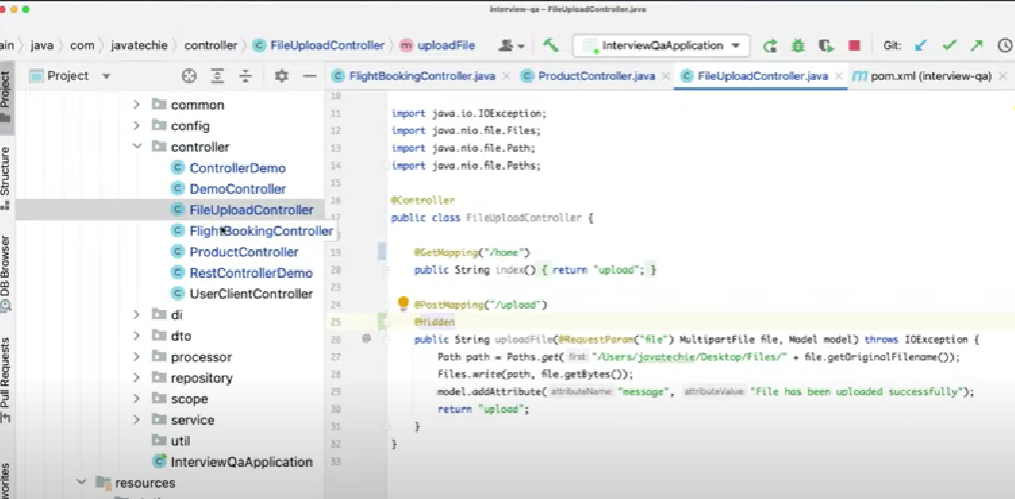 interview-qa – FileUploadController.java
ain › java › com › javatechie › controller › FileUploadController › uploadFile InterviewQaApplication Git:
Project FlightBookingController.java ProductController.java FileUploadController.java pom.xml (interview-qa)
Project
Structure
DB Browser
Pull Requests
vorites
common
config
controller
ControllerDemo
DemoController
FileUploadController
FlightBookingController
ProductController
RestControllerDemo
UserClientController
di
dto
processor
repository
scope
service
util
InterviewQaApplication
resources
10
11 import java.io.IOException;
12 import java.nio.file.Files;
13 import java.nio.file.Path;
14 import java.nio.file.Paths;
15
16 @Controller
17 public class FileUploadController {
19 @GetMapping("/home")
20 public String index() { return "upload"; }
23
24 @PostMapping("/upload")
25 @Hidden
26 public String uploadFile(@RequestParam("file") MultipartFile file, Model model) throws IOException {
27 Path path = Paths.get( first: "/Users/javatechie/Desktop/Files/" + file.getOriginalFilename());
28 Files.write(path, file.getBytes());
29 model.addAttribute( attributeName: "message", attributeValue: "File has been uploaded successfully");
30 return "upload";
31 }
32 }
33